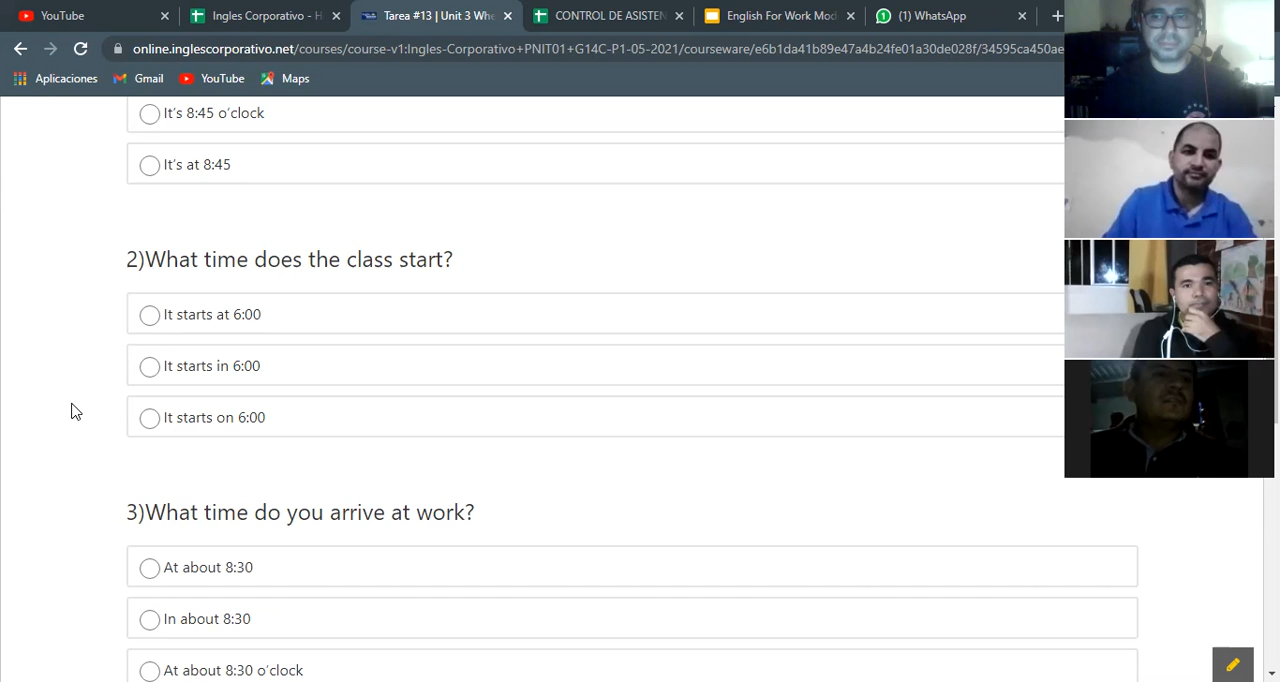 YouTube
Ingles Corporativo - H
Tarea #13 | Unit 3 Whe
CONTROL DE ASISTEN
English For Work Mod
(1) WhatsApp
online.inglescorporativo.net/courses/course-v1:Ingles-Corporativo+PNIT01+G14C-P1-05-2021/courseware/e6b1da41b89e47a4b24fe01a30de028f/34595ca450ae
Aplicaciones
Gmail
YouTube
Maps
It's 8:45 o'clock
It's at 8:45
2)What time does the class start?
It starts at 6:00
It starts in 6:00
It starts on 6:00
3)What time do you arrive at work?
At about 8:30
In about 8:30
At about 8:30 o'clock